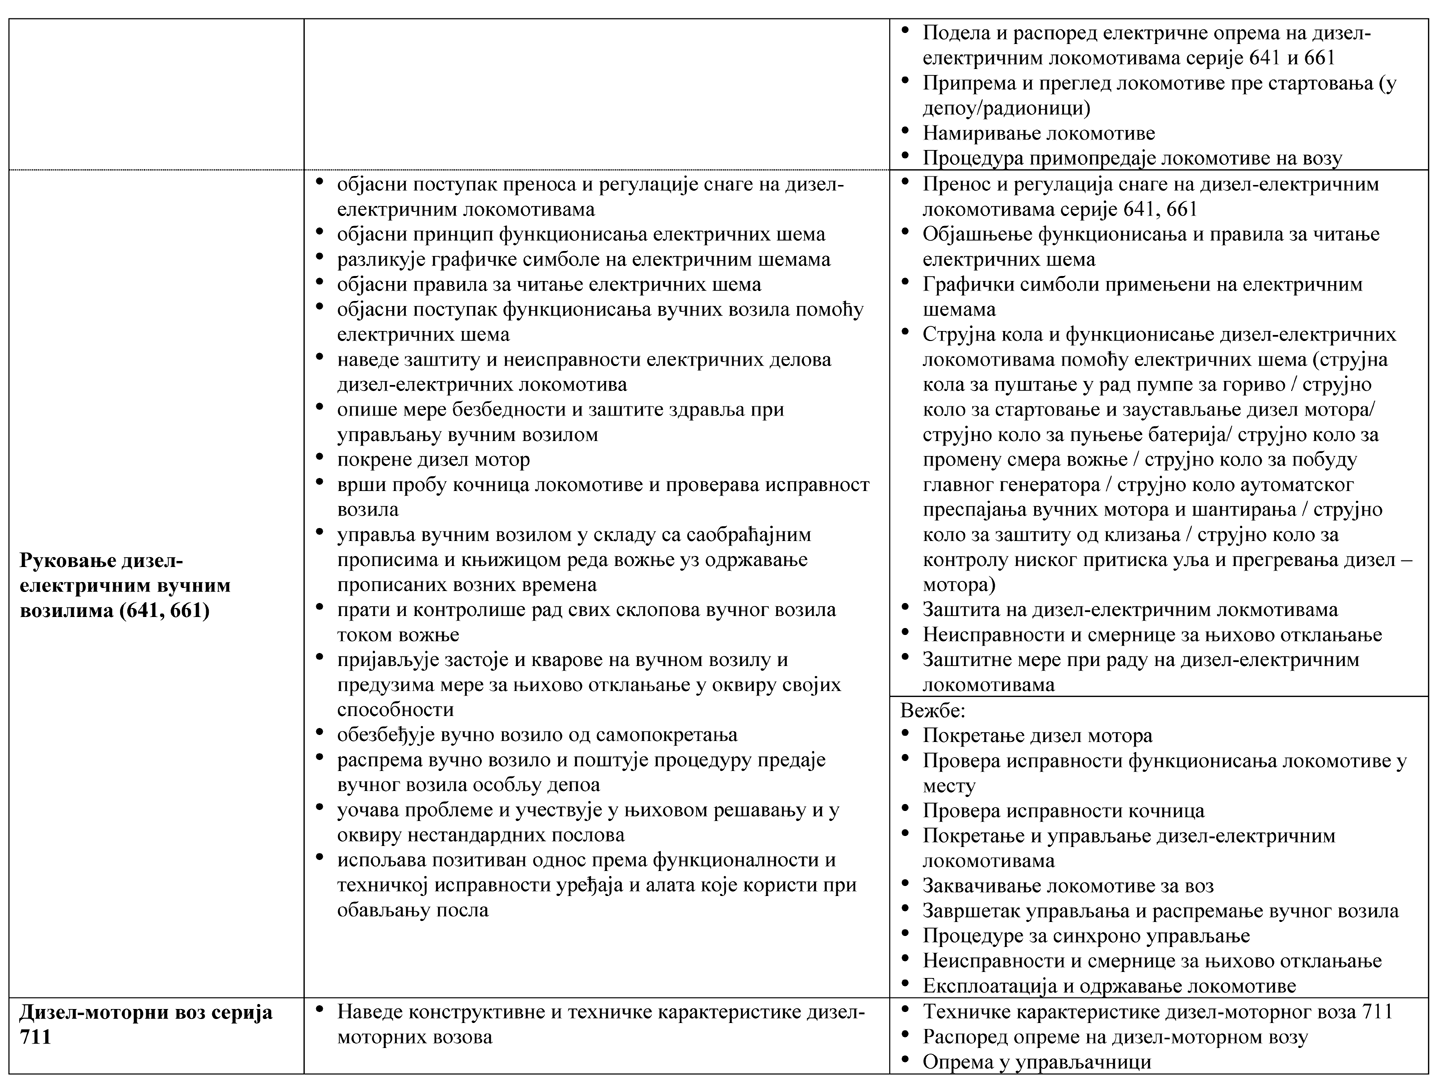 • Подела и распоред електричне опрема на дизел-
електричним локомотивама серије 641 и 661
• Припрема и преглед локомотиве пре стартовања (у
депоу/радионици)
• Намиривање локомотиве
• Процедура примопредаје локомотиве на возу
Руковање дизел-
електричним вучним
возилима (641, 661)
• објасни поступак преноса и регулације снаге на дизел-
електричним локомотивама
• објасни принцип функционисања електричних шема
• разликује графичке симболе на електричним шемама
• објасни правила за читање електричних шема
• објасни поступак функционисања вучних возила помоћу
електричних шема
• наведе заштиту и неисправности електричних делова
дизел-електричних локомотива
• опише мере безбедности и заштите здравља при
управљању вучним возилом
• покрене дизел мотор
• врши пробу кочница локомотиве и проверава исправност
возила
• управља вучним возилом у складу са саобраћајним
прописима и књижицом реда вожње уз одржавање
прописаних возних времена
• прати и контролише рад свих склопова вучног возила
током вожње
• пријављује застоје и кварове на вучном возилу и
предузима мере за њихово отклањање у оквиру својих
способности
• обезбеђује вучно возило од самопокретања
• распрема вучно возило и поштује процедуру предаје
вучног возила особљу депоа
• уочава проблеме и учествује у њиховом решавању и у
оквиру нестандардних послова
• испољава позитиван однос према функционалности и
техничкој исправности уређаја и алата које користи при
обављању посла
• Пренос и регулација снаге на дизел-електричним
локомотивама серије 641, 661
• Објашњење функционисања и правила за читање
електричних шема
• Графички симболи примењени на електричним
шемама
• Струјна кола и функционисање дизел-електричних
локомотивама помоћу електричних шема (струјна
кола за пуштање у рад пумпе за гориво / струјно
коло за стартовање и заустављање дизел мотора/
струјно коло за пуњење батерија/ струјно коло за
промену смера вожње / струјно коло за побуду
главног генератора / струјно коло аутоматског
преспајања вучних мотора и шантирања / струјно
коло за заштиту од клизања / струјно коло за
контролу ниског притиска уља и прегревања дизел –
мотора)
• Заштита на дизел-електричним локмотивама
• Неисправности и смернице за њихово отклањање
• Заштитне мере при раду на дизел-електричним
локомотивама
Вежбе:
• Покретање дизел мотора
• Провера исправности функционисања локомотиве у
месту
• Провера исправности кочница
• Покретање и управљање дизел-електричним
локомотивама
• Заквачивање локомотиве за воз
• Завршетак управљања и распремање вучног возила
• Процедуре за синхроно управљање
• Неисправности и смернице за њихово отклањање
• Експлоатација и одржавање локомотиве
Дизел-моторни воз серија
711
• Наведе конструктивне и техничке карактеристике дизел-
моторних возова
• Техничке карактеристике дизел-моторног воза 711
• Распоред опреме на дизел-моторном возу
• Опрема у управљачници